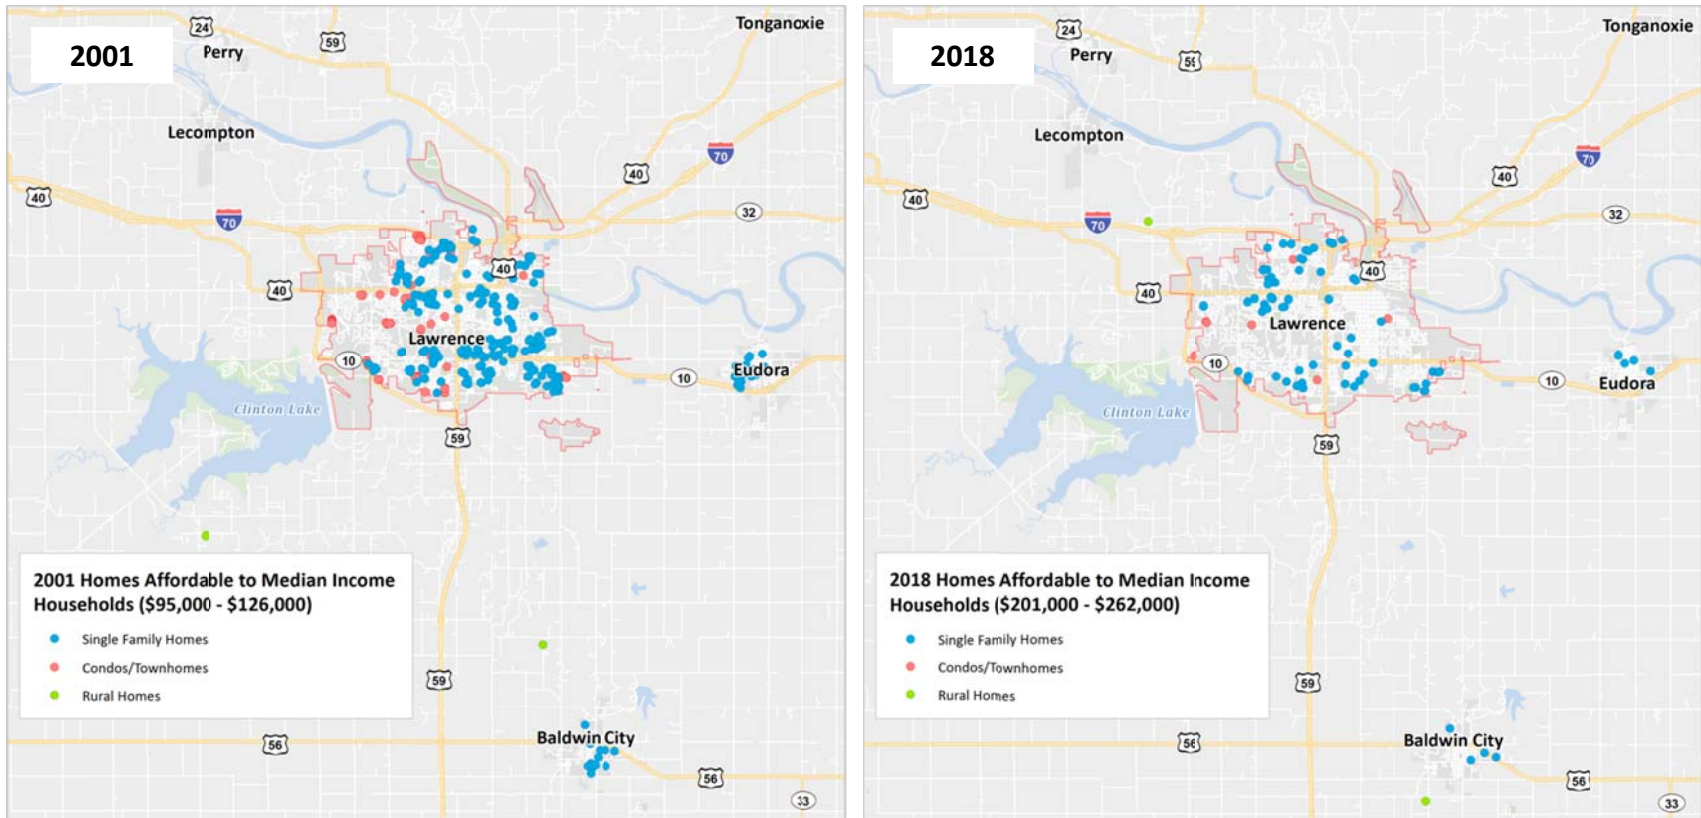 2001
24
59
Perry
Tonganoxie
Lecompton
40
70
40
70
32
40
40
10
Lawrence
10
Eudora
Clinton Lake
59
2001 Homes Affordable to Median Income
Households ($95,000 - $126,000)
Single Family Homes
Condos/Townhomes
Rural Homes
59
56
Baldwin City
56
33
2018
24
59
Perry
Tonganoxie
Lecompton
40
70
40
70
32
40
40
10
Lawrence
10
Eudora
Clinton Lake
59
2018 Homes Affordable to Median Income
Households ($201,000 - $262,000)
Single Family Homes
Condos/Townhomes
Rural Homes
59
56
Baldwin City
56
33